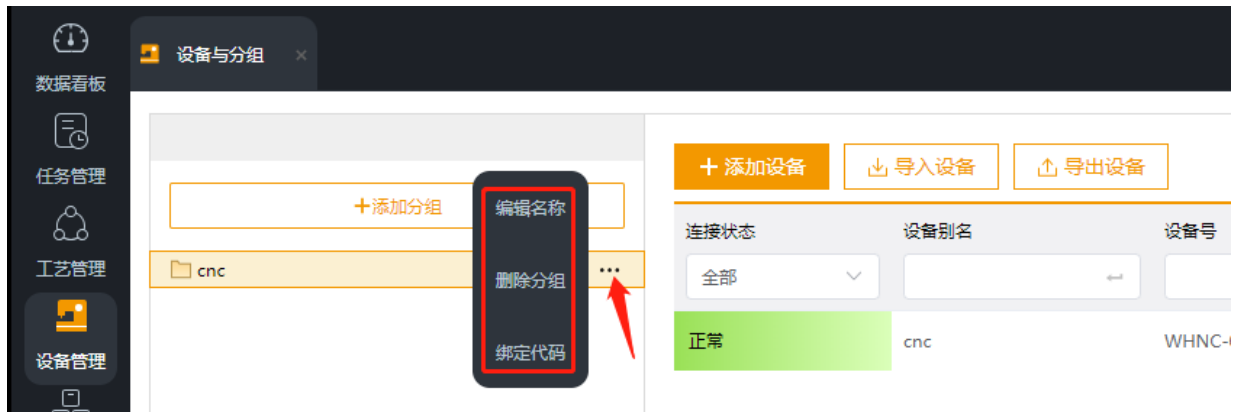 数据看板
任务管理
工艺管理
设备管理
设备与分组
添加分组
cnc
编辑名称
删除分组
绑定代码
添加设备
导入设备
导出设备
连接状态
设备别名
设备号
全部
正常
cnc
WHNC-